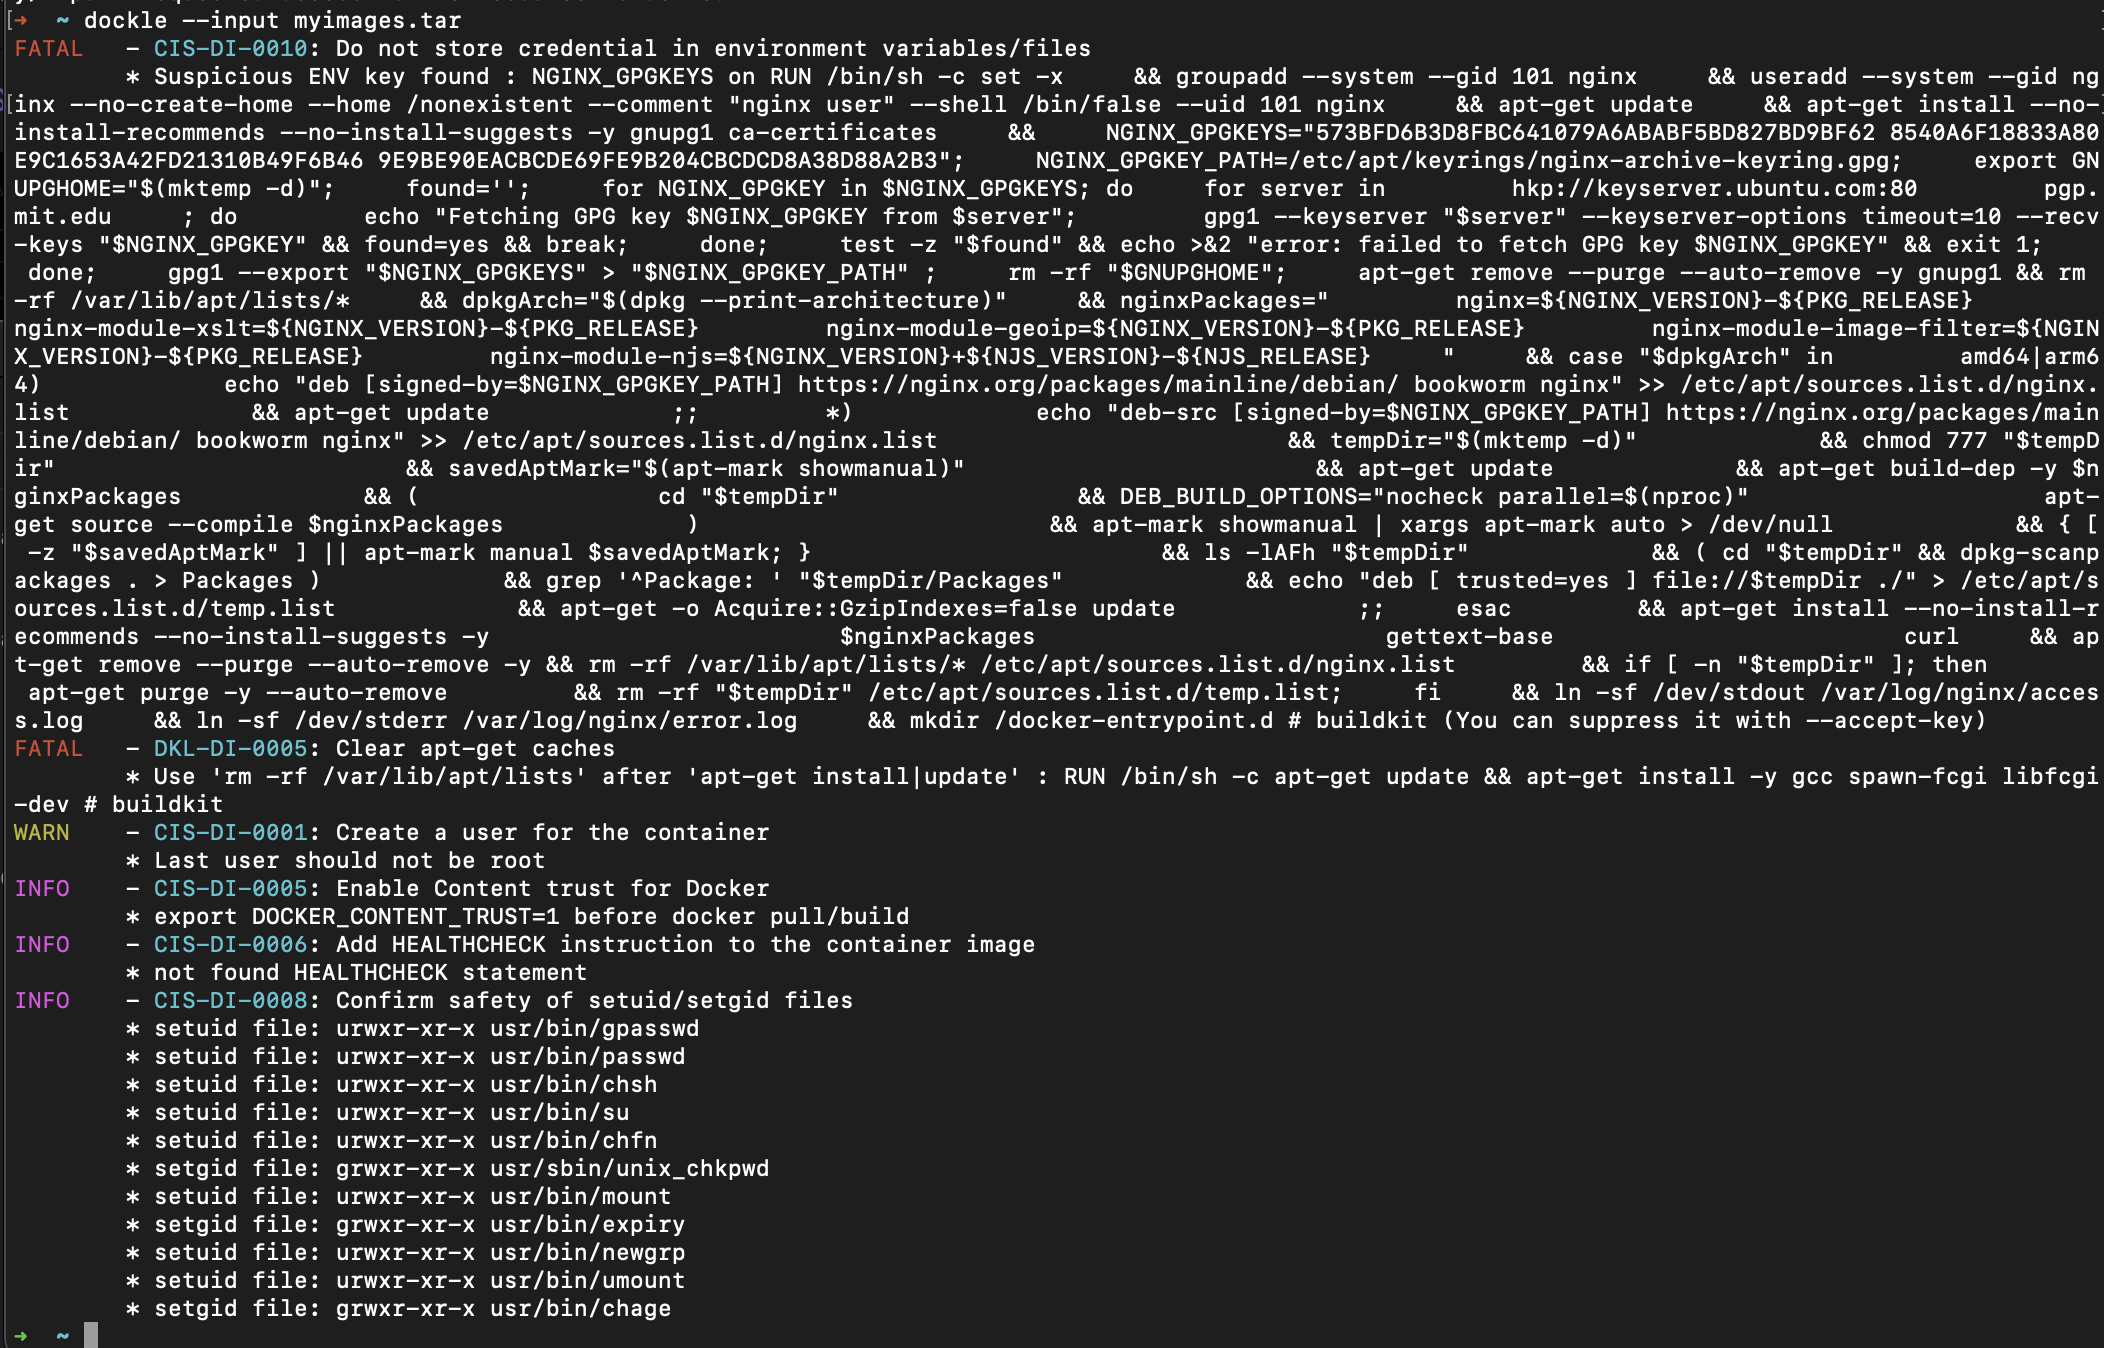 [→  ~ dockle --input myimages.tar
FATAL   - CIS-DI-0010: Do not store credential in environment variables/files
        * Suspicious ENV key found : NGINX_GPGKEYS on RUN /bin/sh -c set -x     && groupadd --system --gid 101 nginx     && useradd --system --gid ng
[inx --no-create-home --home /nonexistent --comment "nginx user" --shell /bin/false --uid 101 nginx     && apt-get update     && apt-get install --no-
install-recommends --no-install-suggests -y gnupg1 ca-certificates     &&     NGINX_GPGKEYS="573BFD6B3D8FBC641079A6ABABF5BD827BD9BF62 8540A6F18833A80
E9C1653A42FD21310B49F6B46 9E9BE90EACBCDE69FE9B204CBCDCD8A38D88A2B3";     NGINX_GPGKEY_PATH=/etc/apt/keyrings/nginx-archive-keyring.gpg;     export GN
UPGHOME="$(mktemp -d)";     found='';     for NGINX_GPGKEY in $NGINX_GPGKEYS; do     for server in         hkp://keyserver.ubuntu.com:80         pgp.
mit.edu     ; do         echo "Fetching GPG key $NGINX_GPGKEY from $server";         gpg1 --keyserver "$server" --keyserver-options timeout=10 --recv
-keys "$NGINX_GPGKEY" && found=yes && break;     done;     test -z "$found" && echo >&2 "error: failed to fetch GPG key $NGINX_GPGKEY" && exit 1;
 done;     gpg1 --export "$NGINX_GPGKEYS" > "$NGINX_GPGKEY_PATH" ;     rm -rf "$GNUPGHOME";     apt-get remove --purge --auto-remove -y gnupg1 && rm
-rf /var/lib/apt/lists/*     && dpkgArch="$(dpkg --print-architecture)"     && nginxPackages="         nginx=${NGINX_VERSION}-${PKG_RELEASE}
nginx-module-xslt=${NGINX_VERSION}-${PKG_RELEASE}         nginx-module-geoip=${NGINX_VERSION}-${PKG_RELEASE}         nginx-module-image-filter=${NGIN
X_VERSION}-${PKG_RELEASE}         nginx-module-njs=${NGINX_VERSION}+${NJS_VERSION}-${NJS_RELEASE}     "     && case "$dpkgArch" in         amd64|arm6
4)             echo "deb [signed-by=$NGINX_GPGKEY_PATH] https://nginx.org/packages/mainline/debian/ bookworm nginx" >> /etc/apt/sources.list.d/nginx.
list             && apt-get update             ;;         *)             echo "deb-src [signed-by=$NGINX_GPGKEY_PATH] https://nginx.org/packages/main
line/debian/ bookworm nginx" >> /etc/apt/sources.list.d/nginx.list                         && tempDir="$(mktemp -d)"             && chmod 777 "$tempD
ir"                         && savedAptMark="$(apt-mark showmanual)"                         && apt-get update             && apt-get build-dep -y $n
ginxPackages             && (                 cd "$tempDir"                 && DEB_BUILD_OPTIONS="nocheck parallel=$(nproc)"                     apt-
get source --compile $nginxPackages             )                         && apt-mark showmanual | xargs apt-mark auto > /dev/null             && { [
 -z "$savedAptMark" ] || apt-mark manual $savedAptMark; }                         && ls -lAFh "$tempDir"             && ( cd "$tempDir" && dpkg-scanp
ackages . > Packages )             && grep '^Package: ' "$tempDir/Packages"             && echo "deb [ trusted=yes ] file://$tempDir ./" > /etc/apt/s
ources.list.d/temp.list             && apt-get -o Acquire::GzipIndexes=false update             ;;     esac         && apt-get install --no-install-r
ecommends --no-install-suggests -y                         $nginxPackages                         gettext-base                         curl     && ap
t-get remove --purge --auto-remove -y && rm -rf /var/lib/apt/lists/* /etc/apt/sources.list.d/nginx.list         && if [ -n "$tempDir" ]; then
 apt-get purge -y --auto-remove         && rm -rf "$tempDir" /etc/apt/sources.list.d/temp.list;     fi     && ln -sf /dev/stdout /var/log/nginx/acces
s.log     && ln -sf /dev/stderr /var/log/nginx/error.log     && mkdir /docker-entrypoint.d # buildkit (You can suppress it with --accept-key)
FATAL   - DKL-DI-0005: Clear apt-get caches
        * Use 'rm -rf /var/lib/apt/lists' after 'apt-get install|update' : RUN /bin/sh -c apt-get update && apt-get install -y gcc spawn-fcgi libfcgi
-dev # buildkit
WARN    - CIS-DI-0001: Create a user for the container
        * Last user should not be root
INFO    - CIS-DI-0005: Enable Content trust for Docker
        * export DOCKER_CONTENT_TRUST=1 before docker pull/build
INFO    - CIS-DI-0006: Add HEALTHCHECK instruction to the container image
        * not found HEALTHCHECK statement
INFO    - CIS-DI-0008: Confirm safety of setuid/setgid files
        * setuid file: urwxr-xr-x usr/bin/gpasswd
        * setuid file: urwxr-xr-x usr/bin/passwd
        * setuid file: urwxr-xr-x usr/bin/chsh
        * setuid file: urwxr-xr-x usr/bin/su
        * setuid file: urwxr-xr-x usr/bin/chfn
        * setgid file: grwxr-xr-x usr/sbin/unix_chkpwd
        * setuid file: urwxr-xr-x usr/bin/mount
        * setgid file: grwxr-xr-x usr/bin/expiry
        * setuid file: urwxr-xr-x usr/bin/newgrp
        * setuid file: urwxr-xr-x usr/bin/umount
        * setgid file: grwxr-xr-x usr/bin/chage
→  ~